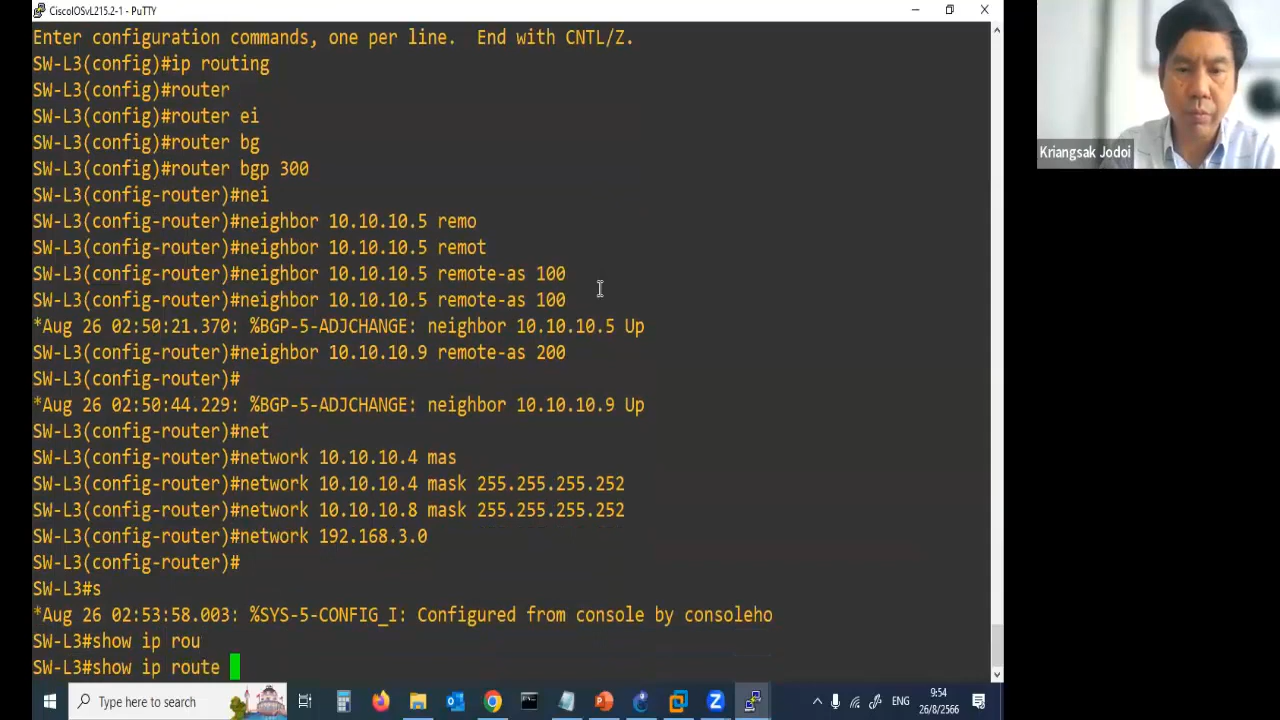 CiscoIOSvL215.2-1 - PuTTY
Enter configuration commands, one per line.  End with CNTL/Z.
SW-L3(config)#ip routing
SW-L3(config)#router
SW-L3(config)#router ei
SW-L3(config)#router bg
SW-L3(config)#router bgp 300
SW-L3(config-router)#nei
SW-L3(config-router)#neighbor 10.10.10.5 remo
SW-L3(config-router)#neighbor 10.10.10.5 remot
SW-L3(config-router)#neighbor 10.10.10.5 remote-as 100
SW-L3(config-router)#neighbor 10.10.10.5 remote-as 100
*Aug 26 02:50:21.370: %BGP-5-ADJCHANGE: neighbor 10.10.10.5 Up
SW-L3(config-router)#neighbor 10.10.10.9 remote-as 200
SW-L3(config-router)#
*Aug 26 02:50:44.229: %BGP-5-ADJCHANGE: neighbor 10.10.10.9 Up
SW-L3(config-router)#net
SW-L3(config-router)#network 10.10.10.4 mas
SW-L3(config-router)#network 10.10.10.4 mask 255.255.255.252
SW-L3(config-router)#network 10.10.10.8 mask 255.255.255.252
SW-L3(config-router)#network 192.168.3.0
SW-L3(config-router)#
SW-L3#s
*Aug 26 02:53:58.003: %SYS-5-CONFIG_I: Configured from console by consoleho
SW-L3#show ip rou
SW-L3#show ip route
Kriangsak Jodoi
Type here to search
ENG
9:54
26/8/2566